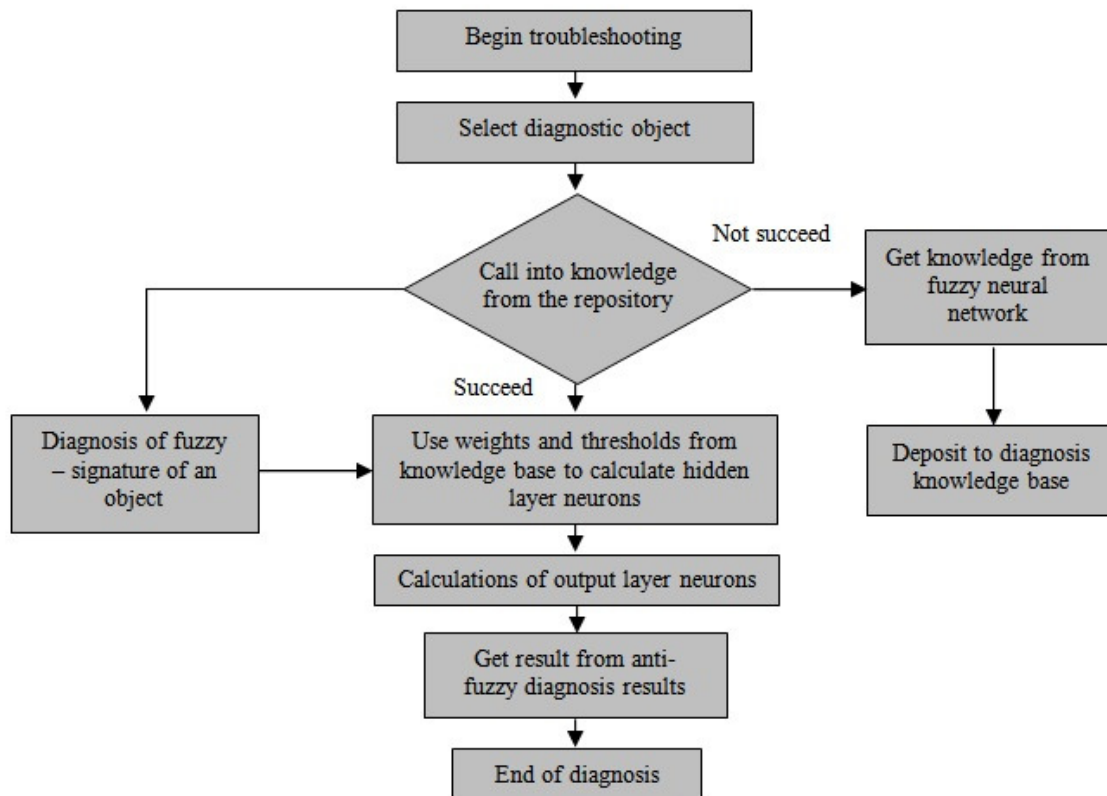 Begin troubleshooting
Select diagnostic object
Not succeed
Call into knowledge
from the repository
Get knowledge from
fuzzy neural
network
Succeed
Diagnosis of fuzzy
– signature of an
object
Use weights and thresholds from
knowledge base to calculate hidden
layer neurons
Deposit to diagnosis
knowledge base
Calculations of output layer neurons
Get result from anti-
fuzzy diagnosis results
End of diagnosis